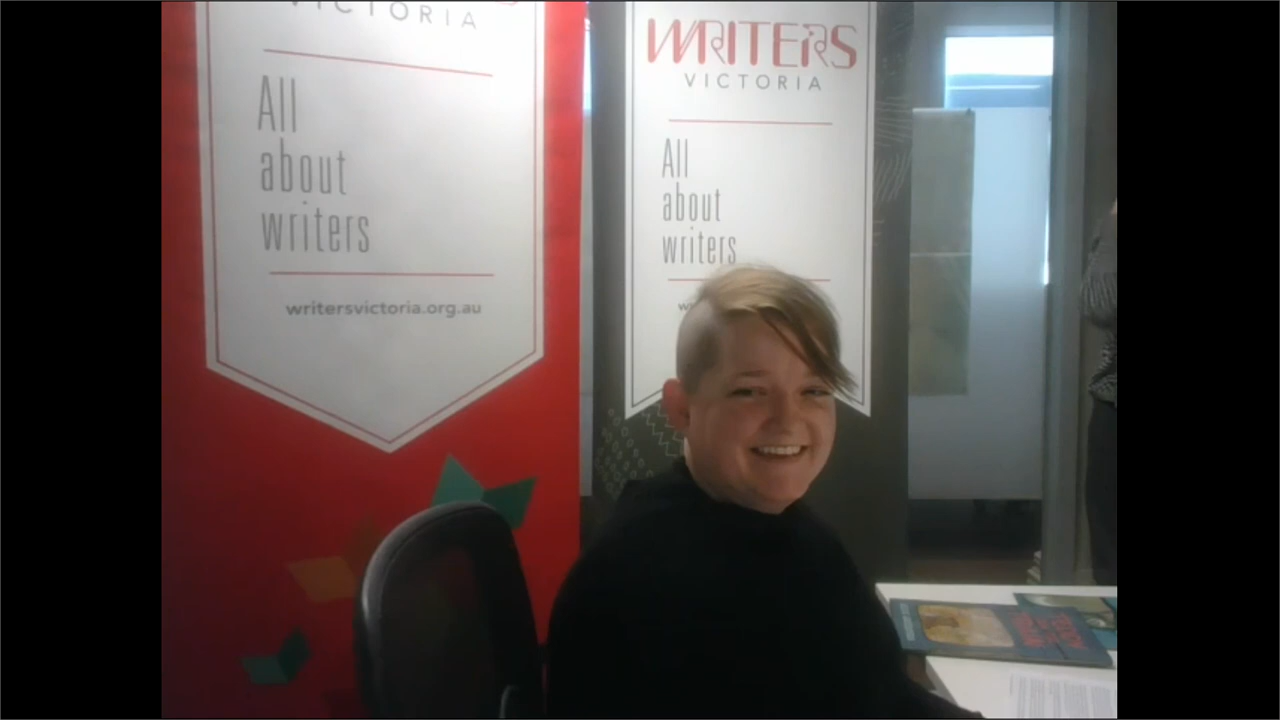 VICTORIA
All
about
writers
writersvictoria.org.au
WRITERS
VICTORIA
All
about
writers